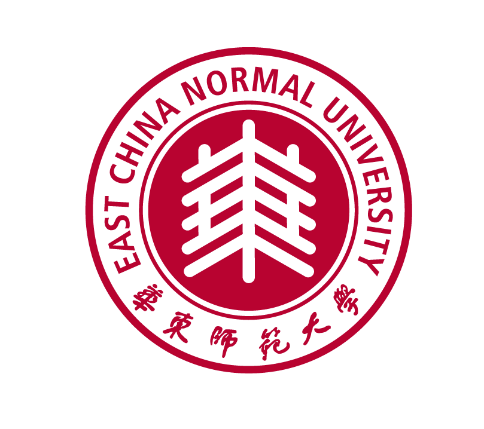 EAST CHINA NORMAL UNIVERSITY
華東師範大學